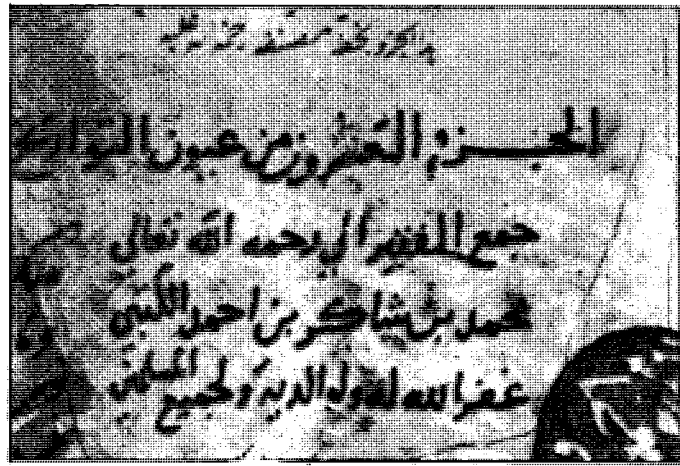 الجزء العشرون من عيون التواريخ
جمع الفقير الى رحمه الله تعالى
محمد بن شاكر بن احمد الكتبى
غفر الله له ولوالديه ولجميع المسلمين